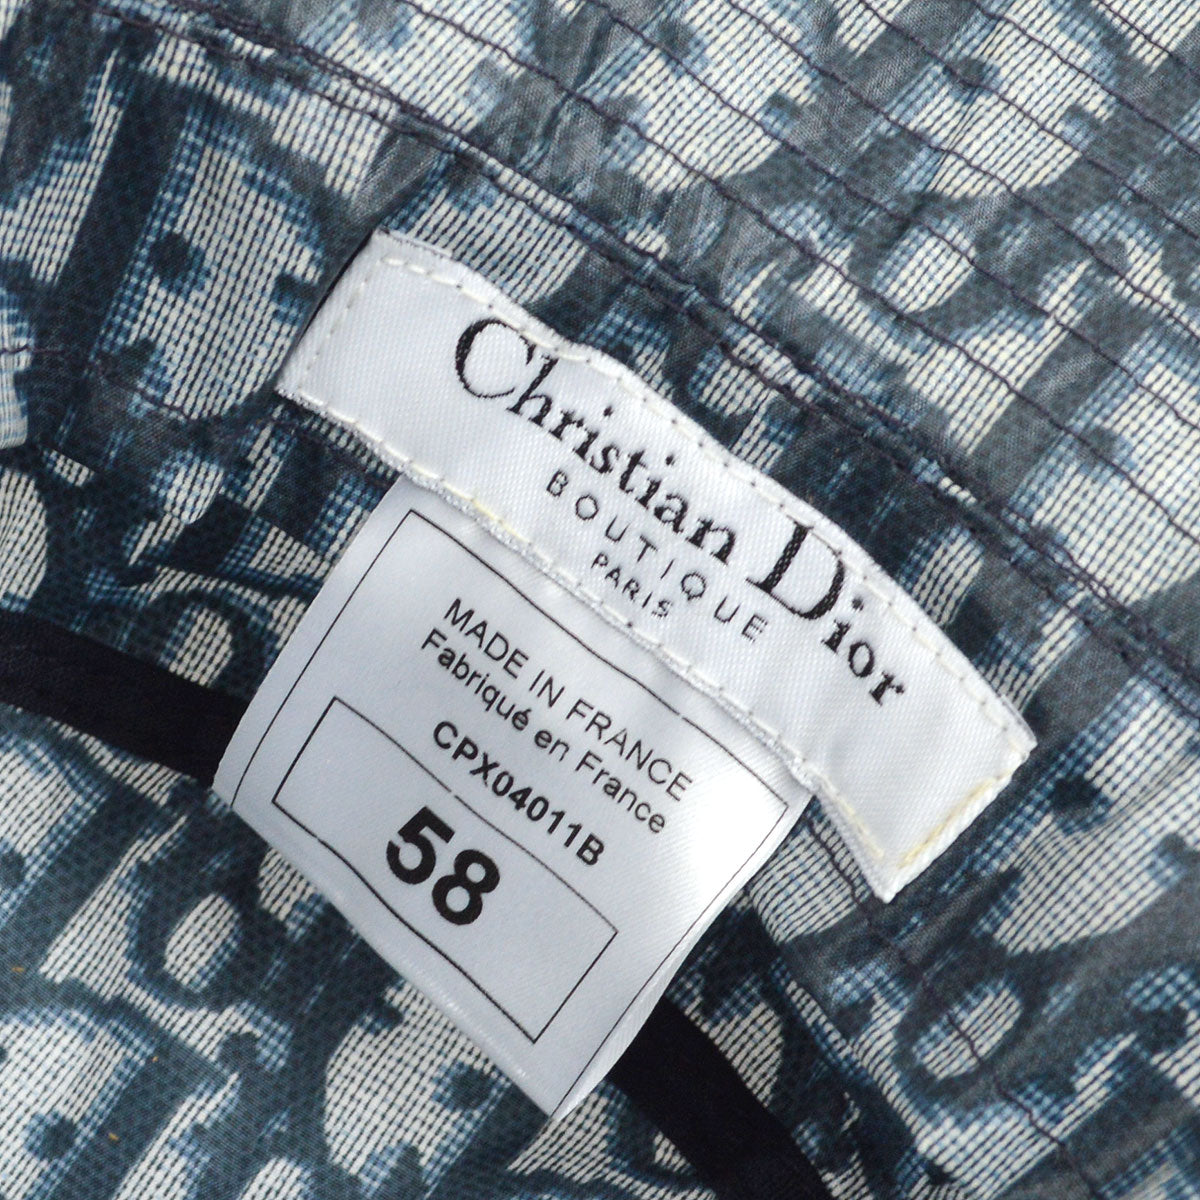 Christian Dior
BOUTIQUE
PARIS
MADE IN FRANCE
Fabriqué en France
CPX04011B
58